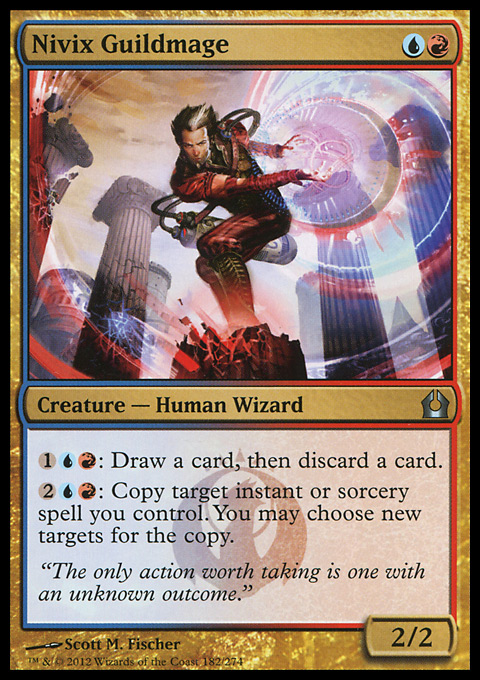 Nivix Guildmage
Creature — Human Wizard
1: Draw a card, then discard a card.
2: Copy target instant or sorcery
spell you control. You may choose new
targets for the copy.
“The only action worth taking is one with
an unknown outcome.”
Scott M. Fischer
2/2
™ & © 2012 Wizards of the Coast 182/274